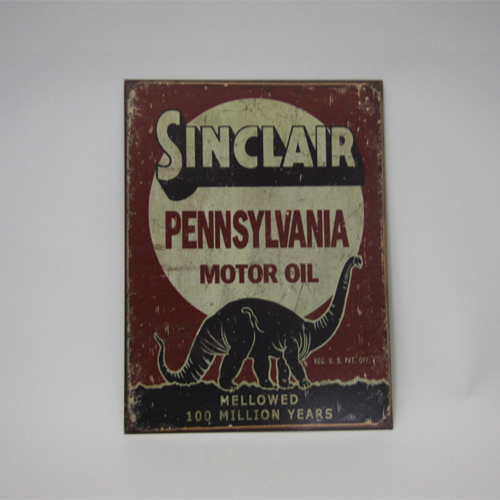 SINCLAIR
PENNSYLVANIA
MOTOR OIL
REG. U. S. PAT. OFF.
MELLOWED
100 MILLION YEARS